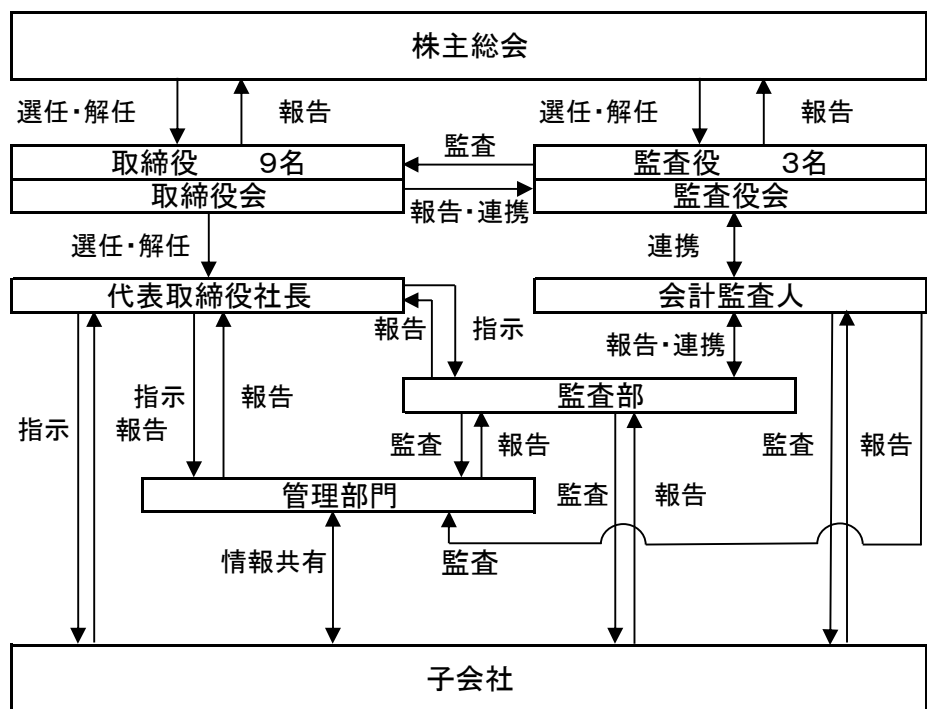 株主総会
選任・解任
報告
選任・解任
報告
取締役　9名
監査
監査役　3名
取締役会
監査役会
報告・連携
選任・解任
連携
代表取締役社長
会計監査人
報告
指示
報告・連携
監査部
指示
報告
指示
報告
監査
報告
監査
報告
管理部門
監査
報告
情報共有
監査
子会社